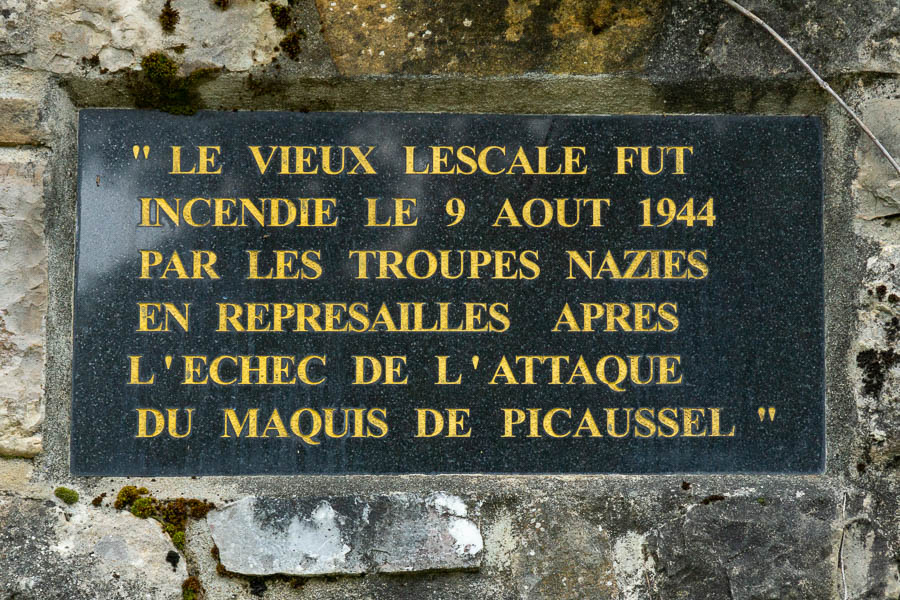 " LE VIEUX LESCALE FUT
INCENDIE LE 9 AOUT 1944
PAR LES TROUPES NAZIES
EN REPRESAILLES APRES
L'ECHEC DE L'ATTAQUE
DU MAQUIS DE PICAUSSEL "